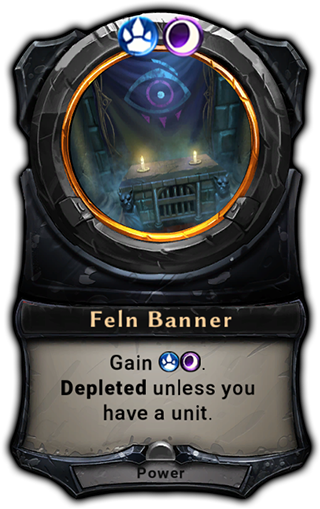 Feln Banner
Gain .
Depleted unless you
have a unit.
Power